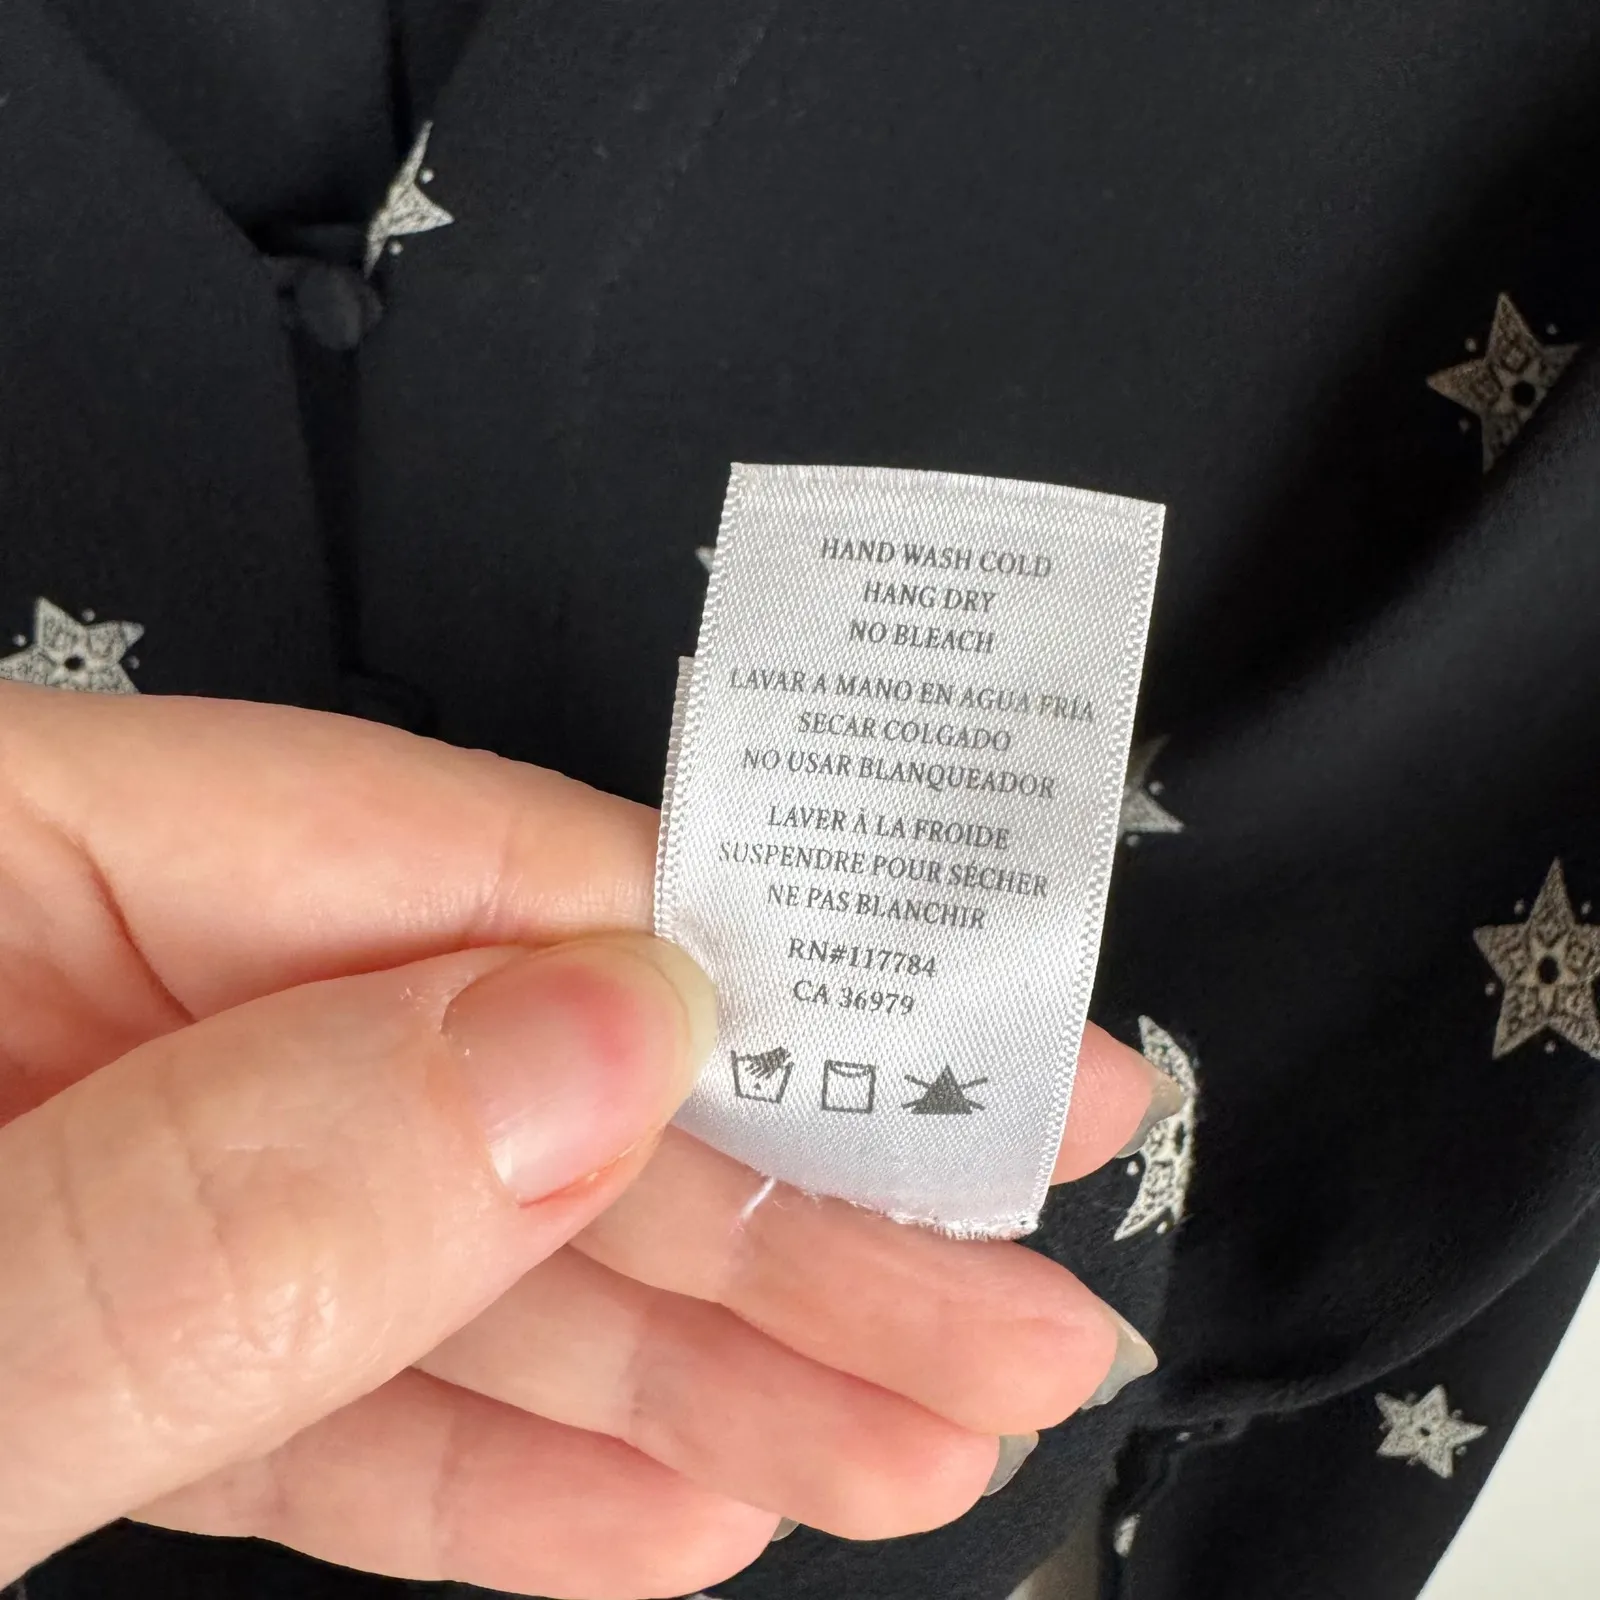 HAND WASH COLD
HANG DRY
NO BLEACH
LAVAR A MANO EN AGUA FRIA
SECAR COLGADO
NO USAR BLANQUEADOR
LAVER À LA FROIDE
SUSPENDRE POUR SÉCHER
NE PAS BLANCHIR
RN#117784
CA 36979